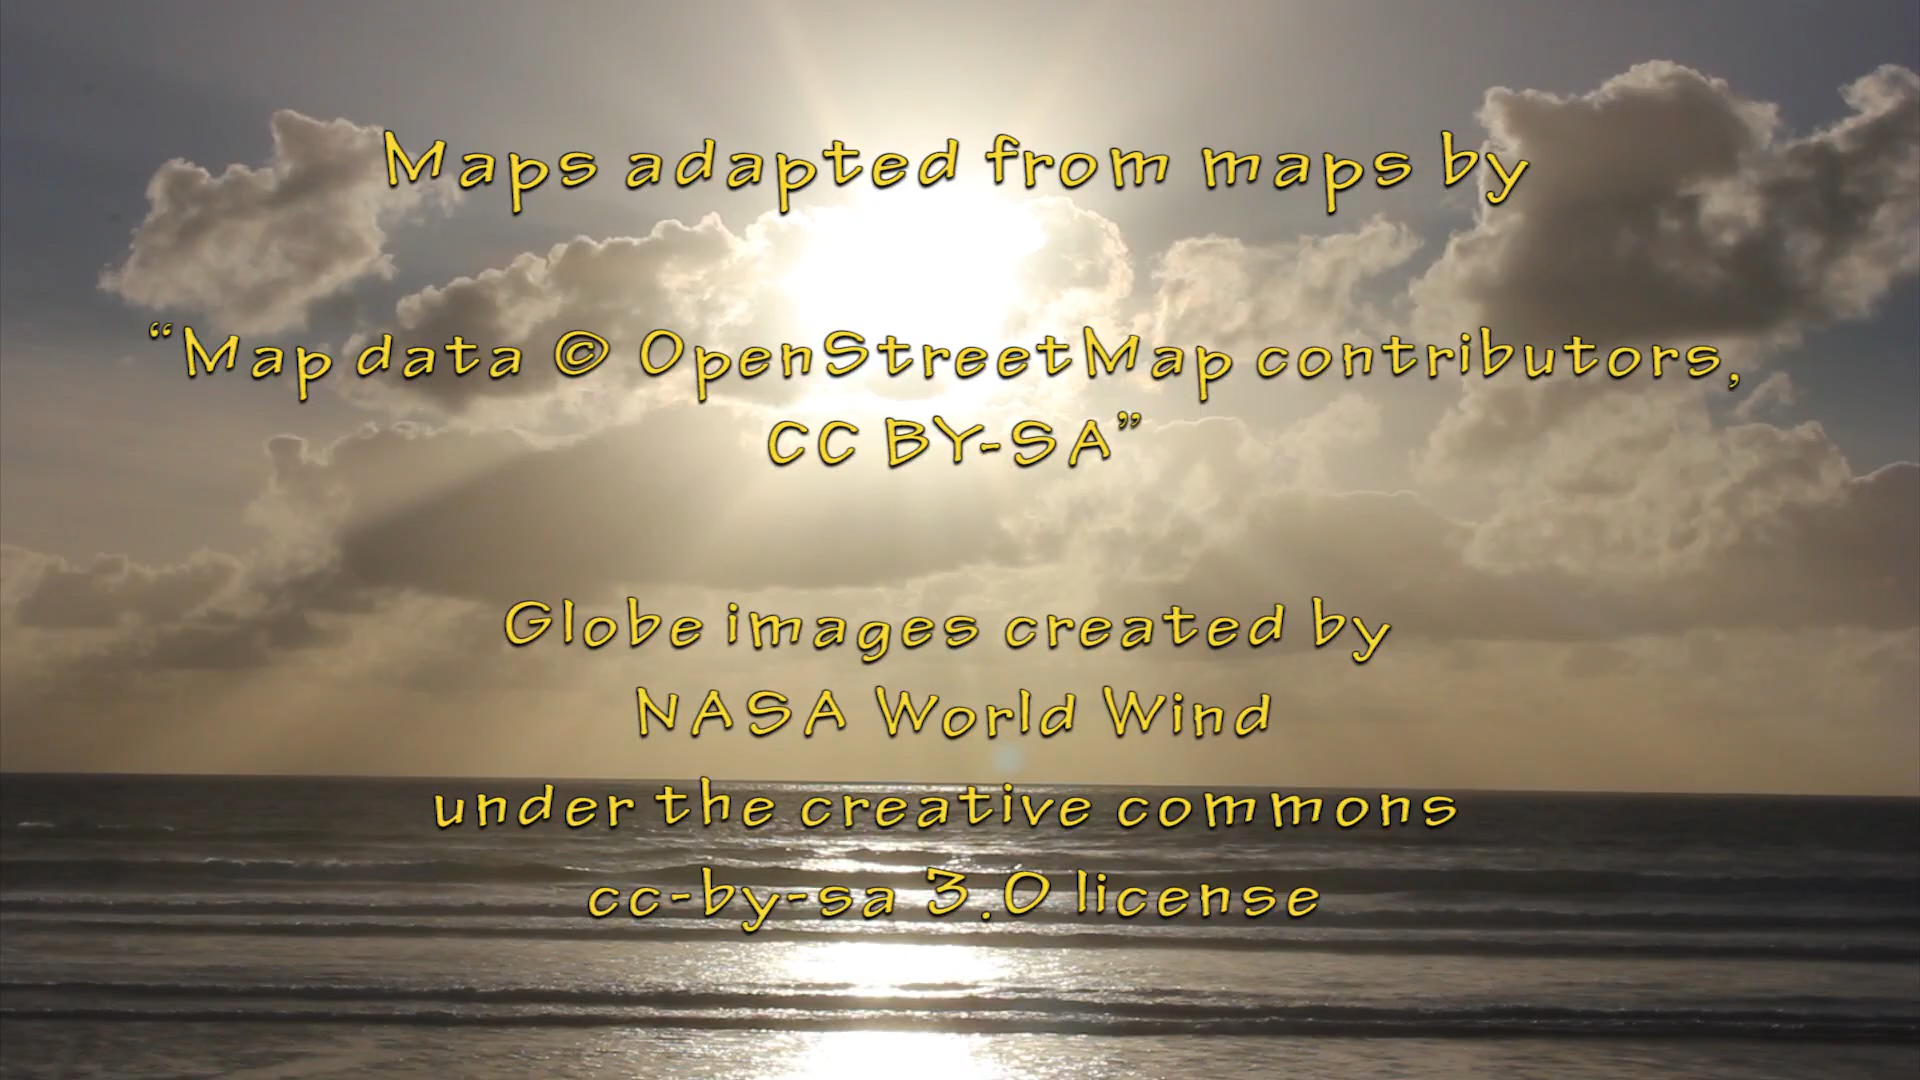 Maps adapted from maps by
“Map data © OpenStreetMap contributors,
CC BY-SA”
Globe images created by
NASA World Wind
under the creative commons
cc-by-sa 3.0 license